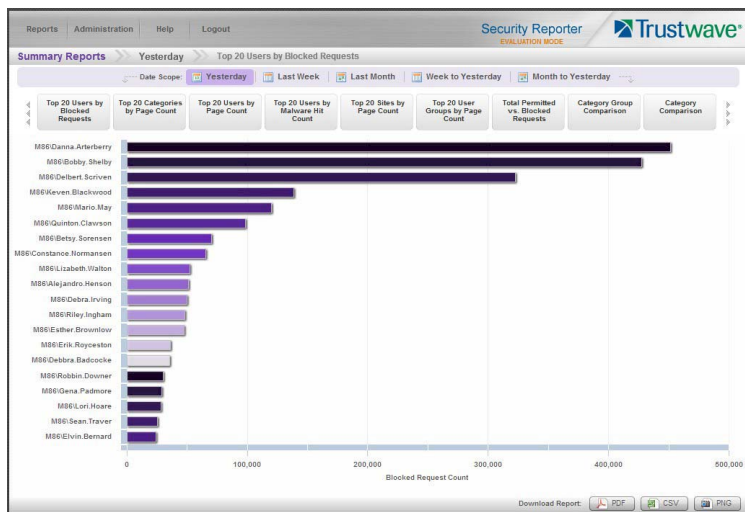 Reports Administration Help Logout
Security Reporter
EVALUATION MODE
Trustwave®
Summary Reports Yesterday Top 20 Users by Blocked Requests
Date Scope: Yesterday Last Week Last Month Week to Yesterday Month to Yesterday
Top 20 Users by Blocked Requests
Top 20 Categories by Page Count
Top 20 Users by Page Count
Top 20 Users by Malware Hit Count
Top 20 Sites by Page Count
Top 20 User Groups by Page Count
Total Permitted vs. Blocked Requests
Category Group Comparison
Category Comparison
M86\Danna.Arterberry
M86\Bobby.Shelby
M86\Delbert.Scriven
M86\Keven.Blackwood
M86\Mario.May
M86\Quinton.Clawson
M86\Betsy.Sorensen
M86\Constance.Normansen
M86\Lizabeth.Walton
M86\Alejandro.Henson
M86\Debra.Irving
M86\Riley.Ingham
M86\Esther.Brownlow
M86\Erik.Royceston
M86\Debbra.Badcocke
M86\Robbin.Downer
M86\Gena.Padmore
M86\Lori.Hoare
M86\Sean.Traver
M86\Elvin.Bernard
0 100,000 200,000 300,000 400,000 500,000
Blocked Request Count
Download Report: PDF CSV PNG